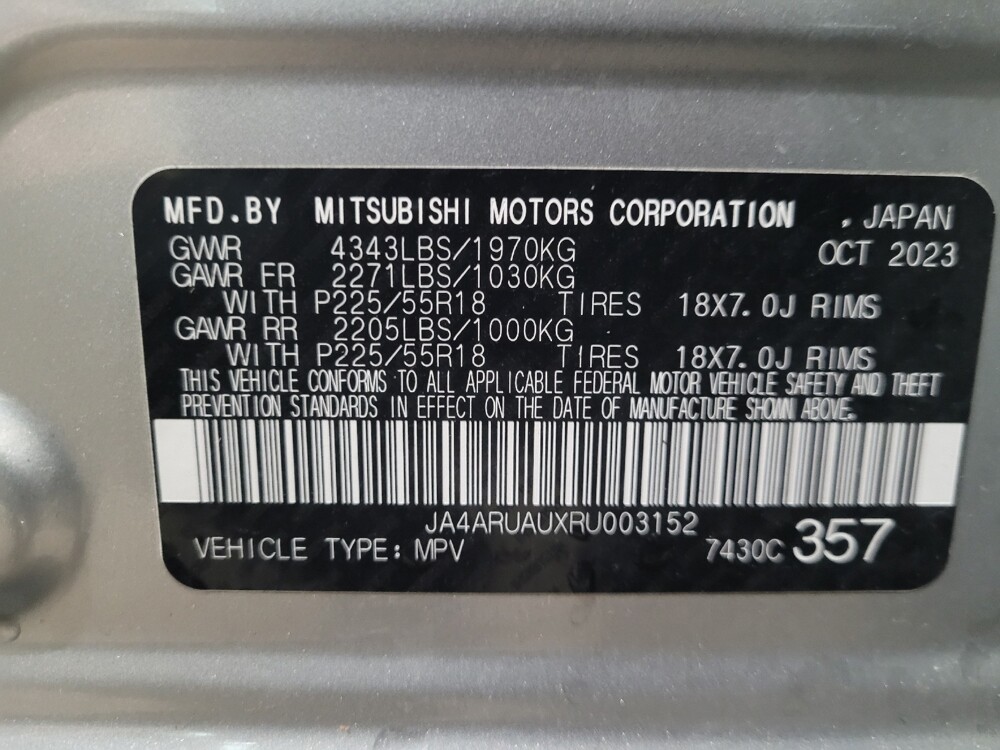 MFD.BY MITSUBISHI MOTORS CORPORATION , JAPAN
GVWR 4343LBS/1970KG OCT 2023
GAWR FR 2271LBS/1030KG
WITH P225/55R18 TIRES 18X7.0J RIMS
GAWR RR 2205LBS/1000KG
WITH P225/55R18 TIRES 18X7.0J RIMS
THIS VEHICLE CONFORMS TO ALL APPLICABLE FEDERAL MOTOR VEHICLE SAFETY AND THEFT
PREVENTION STANDARDS IN EFFECT ON THE DATE OF MANUFACTURE SHOWN ABOVE.
JA4ARUAUXRU003152
VEHICLE TYPE: MPV 7430C 357